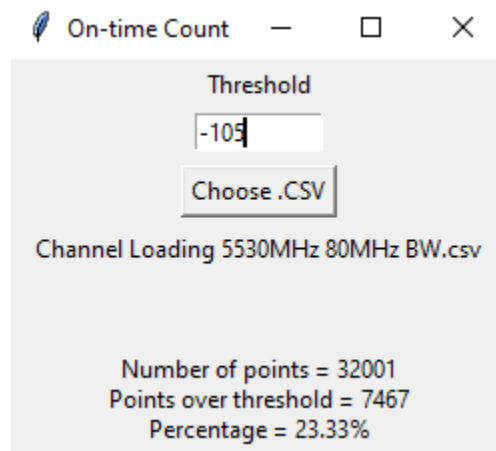 On-time Count
Threshold
-105
Choose .CSV
Channel Loading 5530MHz 80MHz BW.csv
Number of points = 32001
Points over threshold = 7467
Percentage = 23.33%